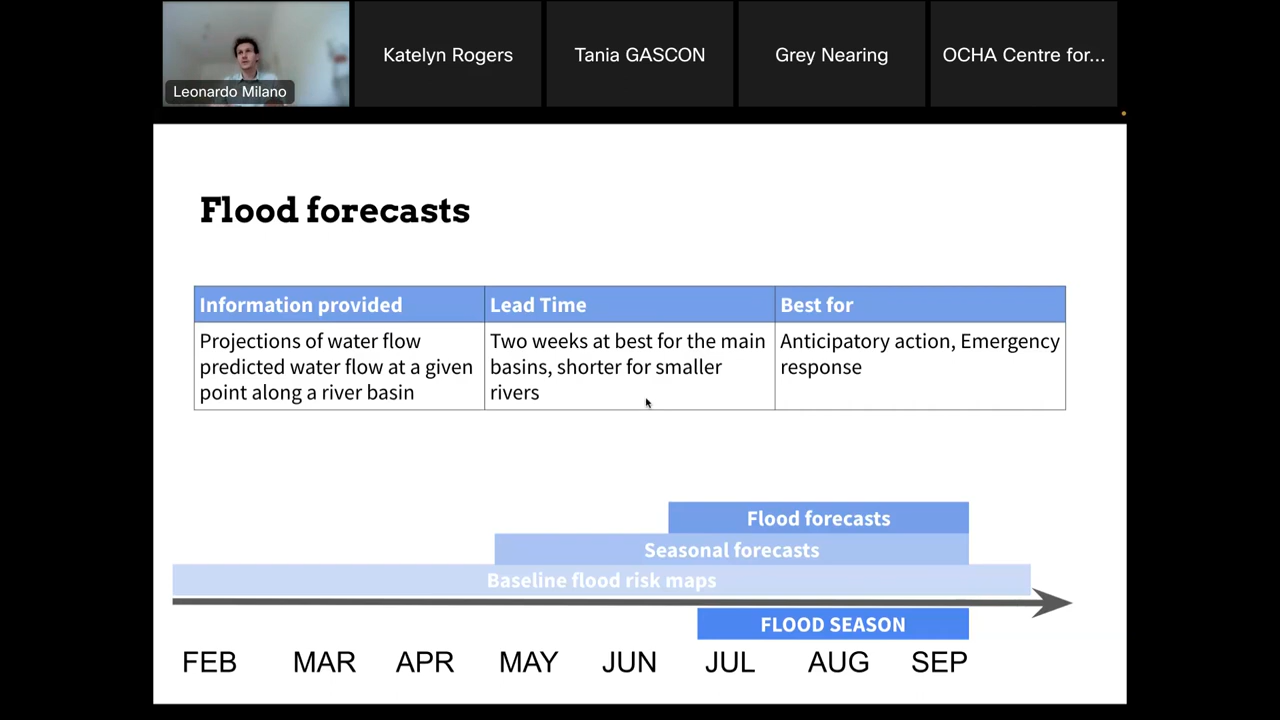 Leonardo Milano
Katelyn Rogers
Tania GASCON
Grey Nearing
OCHA Centre for...
Flood forecasts
Information provided
Lead Time
Best for
Projections of water flow
predicted water flow at a given
point along a river basin
Two weeks at best for the main
basins, shorter for smaller
rivers
Anticipatory action, Emergency
response
Flood forecasts
Seasonal forecasts
Baseline flood risk maps
FLOOD SEASON
FEB MAR APR MAY JUN JUL AUG SEP